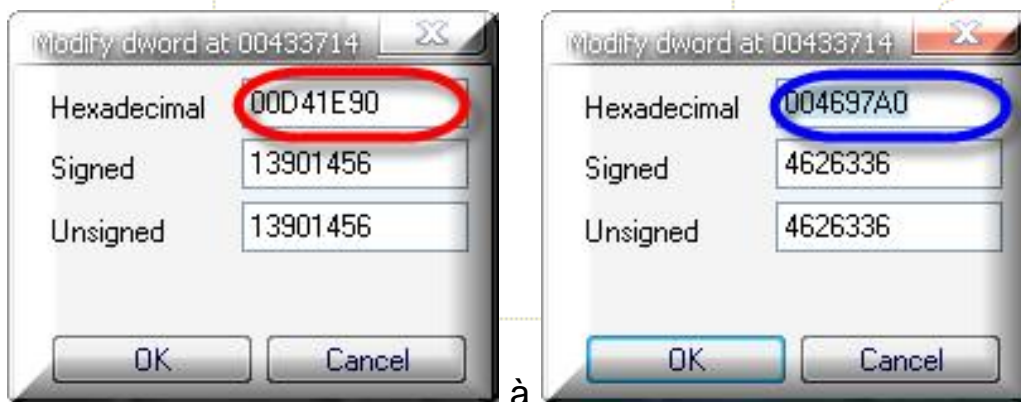 Modify dword at 00433714
Hexadecimal 00D41E90
Signed 13901456
Unsigned 13901456
OK Cancel
à
Modify dword at 00433714
Hexadecimal 004697A0
Signed 4626336
Unsigned 4626336
OK Cancel